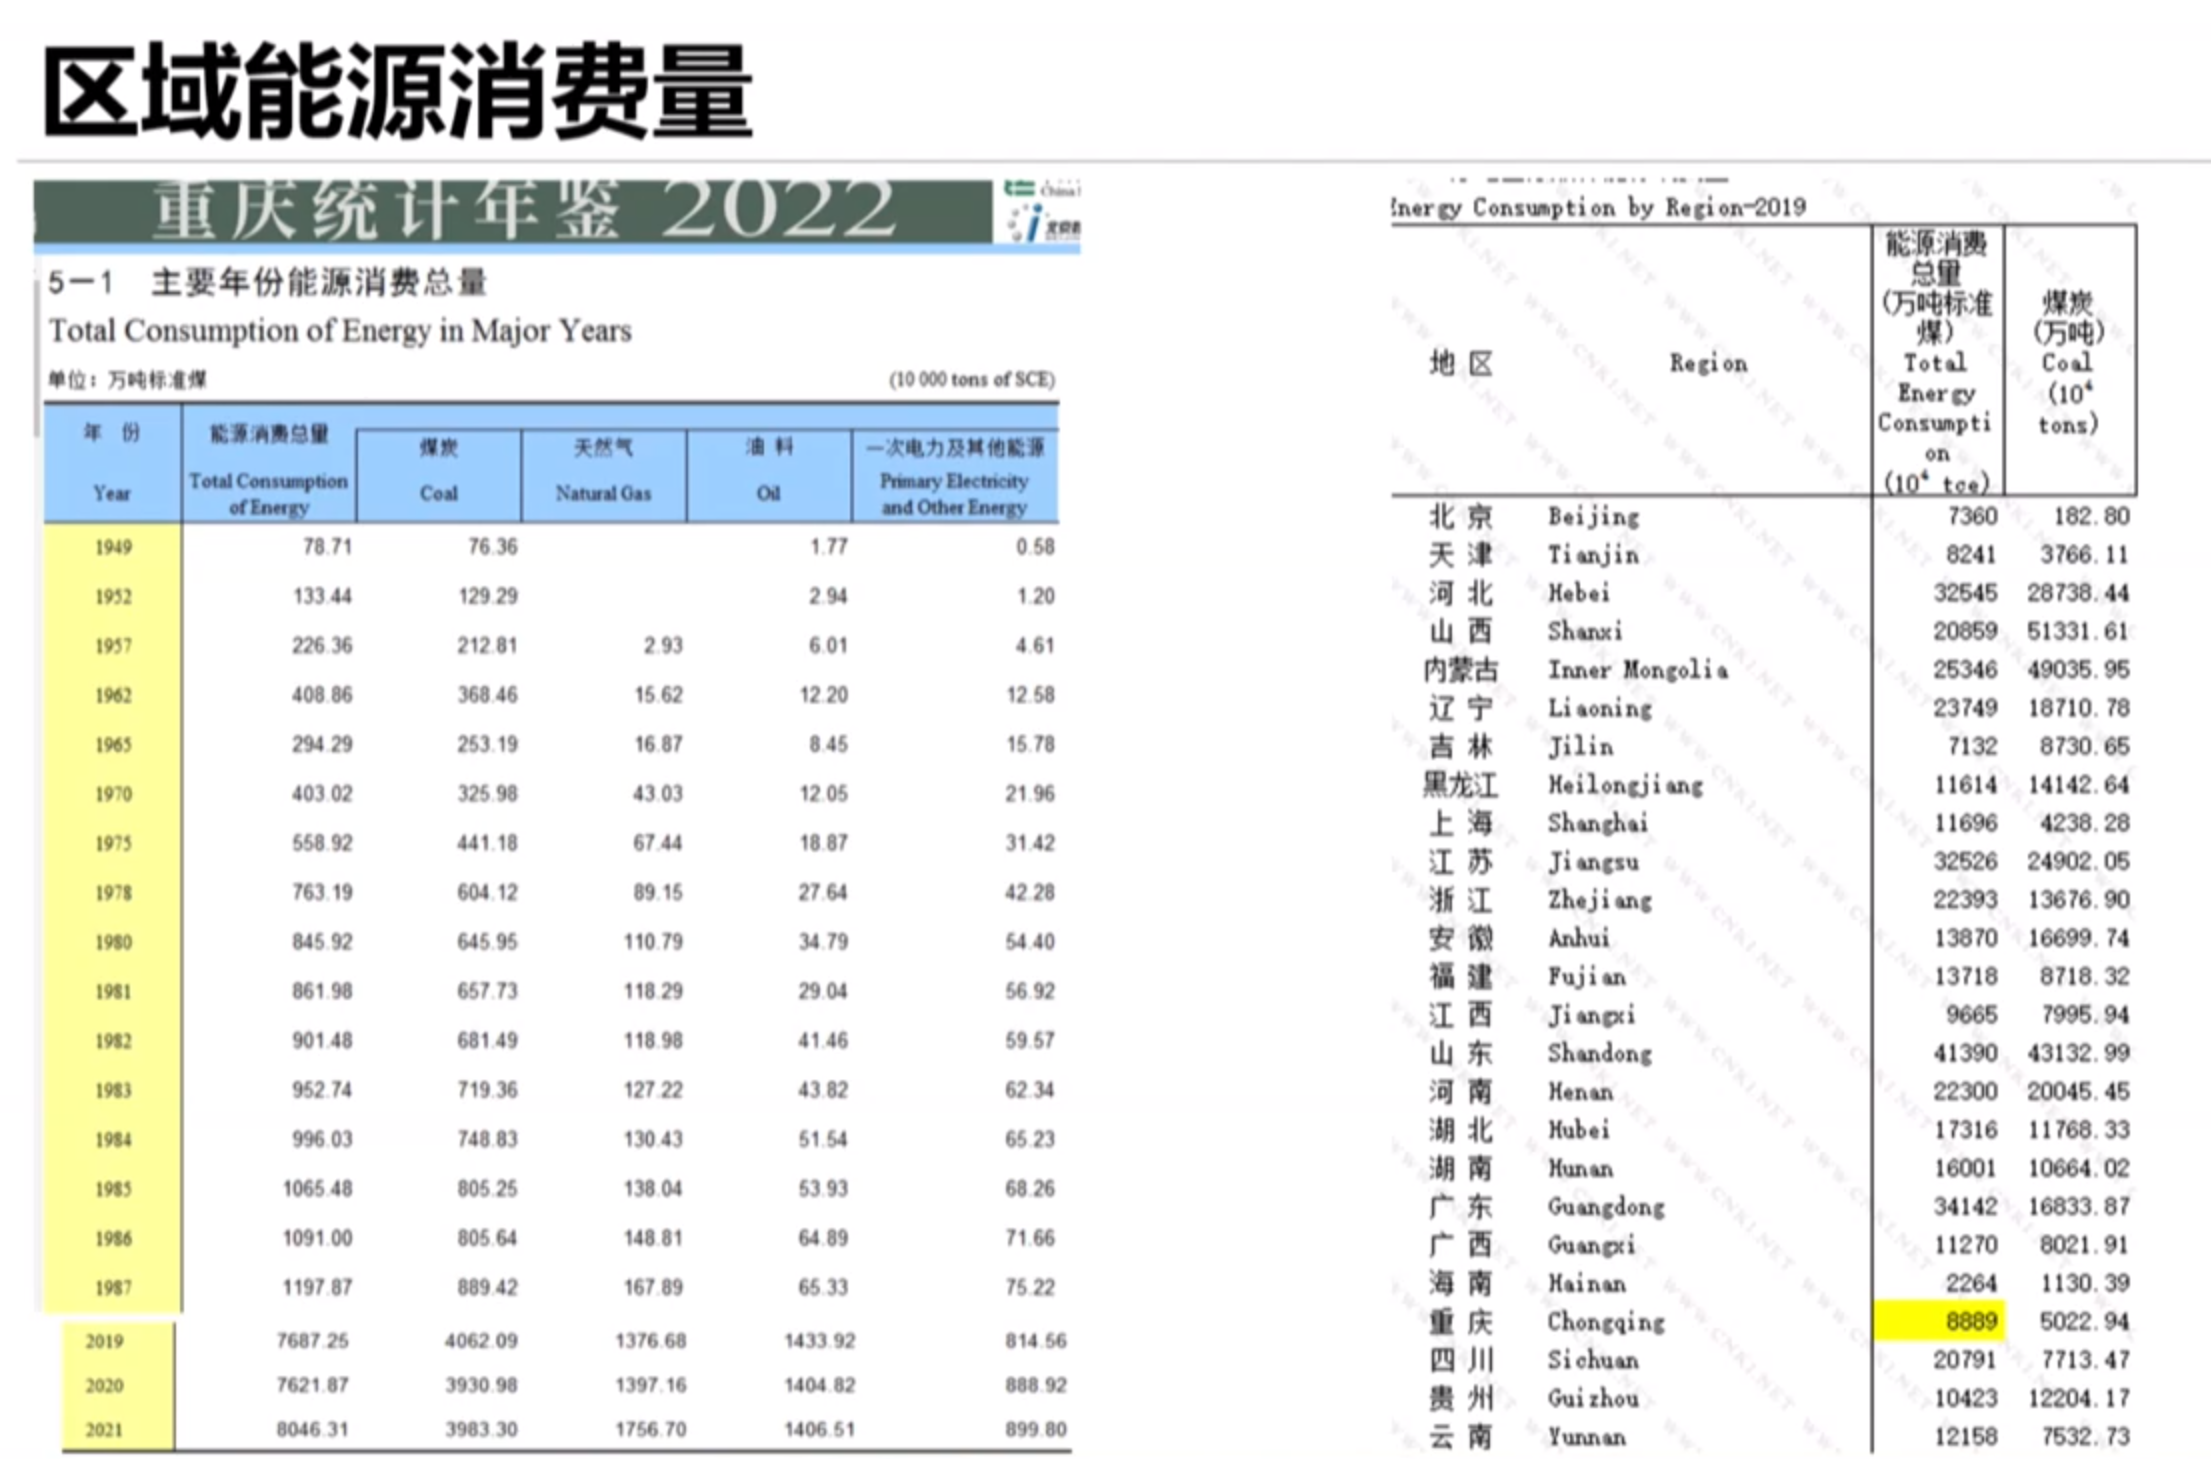 区域能源消费量
重庆统计年鉴 2022
5-1 主要年份能源消费总量
Total Consumption of Energy in Major Years
单位：万吨标准煤 (10 000 tons of SCE)
年 份 能源消费总量 煤炭 天然气 油 料 一次电力及其他能源
Year Total Consumption of Energy Coal Natural Gas Oil Primary Electricity and Other Energy
1949 78.71 76.36 1.77 0.58
1952 133.44 129.29 2.94 1.20
1957 226.36 212.81 2.93 6.01 4.61
1962 408.86 368.46 15.62 12.20 12.58
1965 294.29 253.19 16.87 8.45 15.78
1970 403.02 325.98 43.03 12.05 21.96
1975 558.92 441.18 67.44 18.87 31.42
1978 763.19 604.12 89.15 27.64 42.28
1980 845.92 645.95 110.79 34.79 54.40
1981 861.98 657.73 118.29 29.04 56.92
1982 901.48 681.49 118.98 41.46 59.57
1983 952.74 719.36 127.22 43.82 62.34
1984 996.03 748.83 130.43 51.54 65.23
1985 1065.48 805.25 138.04 53.93 68.26
1986 1091.00 805.64 148.81 64.89 71.66
1987 1197.87 889.42 167.89 65.33 75.22
2019 7687.25 4062.09 1376.68 1433.92 814.56
2020 7621.87 3930.98 1397.16 1404.82 888.92
2021 8046.31 3983.30 1756.70 1406.51 899.80
Energy Consumption by Region-2019
地 区 Region
能源消费
总量
(万吨标准
煤)
Total
Energy
Consumpti
on
(10⁴ tce)
煤炭
(万吨)
Coal
(10⁴
tons)
北 京 Beijing 7360 182.80
天 津 Tianjin 8241 3766.11
河 北 Hebei 32545 28738.44
山 西 Shanxi 20859 51331.61
内蒙古 Inner Mongolia 25346 49035.95
辽 宁 Liaoning 23749 18710.78
吉 林 Jilin 7132 8730.65
黑龙江 Heilongjiang 11614 14142.64
上 海 Shanghai 11696 4238.28
江 苏 Jiangsu 32526 24902.05
浙 江 Zhejiang 22393 13676.90
安 徽 Anhui 13870 16699.74
福 建 Fujian 13718 8718.32
江 西 Jiangxi 9665 7995.94
山 东 Shandong 41390 43132.99
河 南 Henan 22300 20045.45
湖 北 Hubei 17316 11768.33
湖 南 Hunan 16001 10664.02
广 东 Guangdong 34142 16833.87
广 西 Guangxi 11270 8021.91
海 南 Hainan 2264 1130.39
重 庆 Chongqing 8889 5022.94
四 川 Sichuan 20791 7713.47
贵 州 Guizhou 10423 12204.17
云 南 Yunnan 12158 7532.73